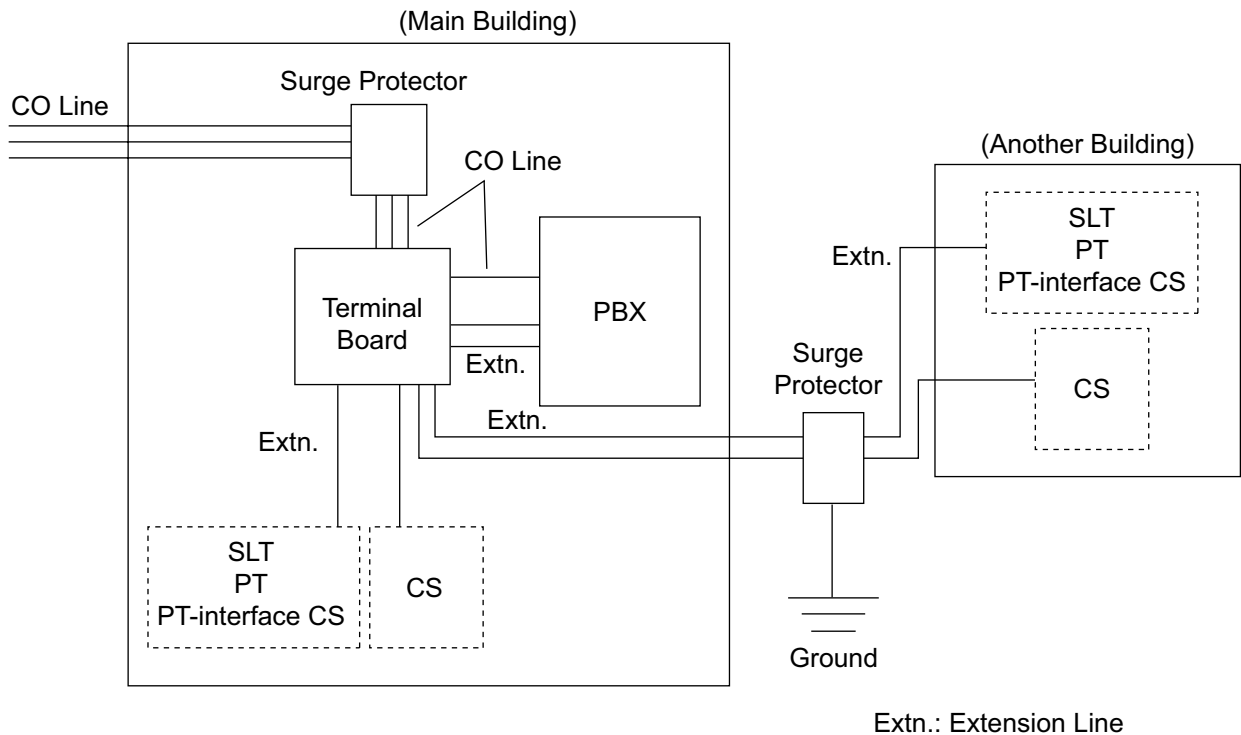 (Main Building)
Surge Protector
CO Line
CO Line
(Another Building)
SLT
PT
PT-interface CS
Extn.
Terminal
Board
PBX
Extn.
Surge
Protector
CS
Extn.
Extn.
SLT
PT
PT-interface CS
CS
Ground
Extn.: Extension Line